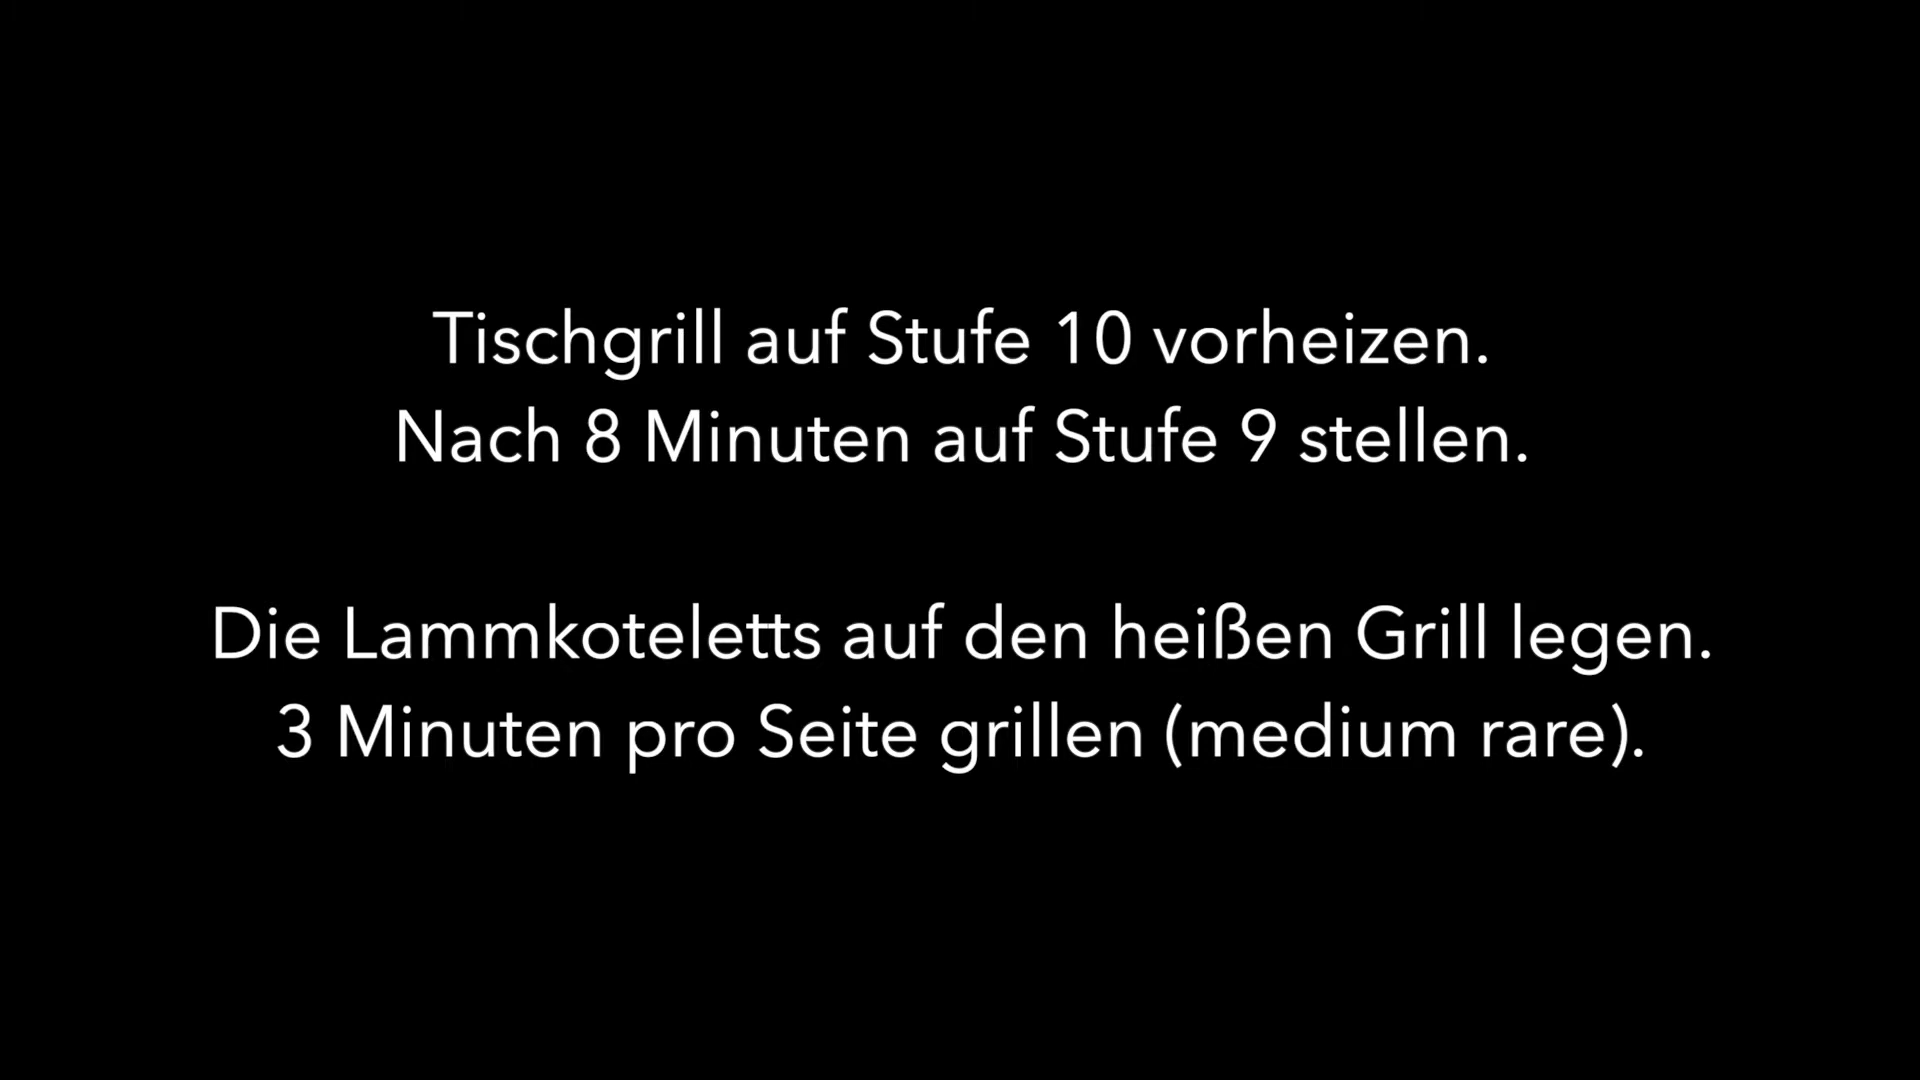 Tischgrill auf Stufe 10 vorheizen.
Nach 8 Minuten auf Stufe 9 stellen.
Die Lammkoteletts auf den heißen Grill legen.
3 Minuten pro Seite grillen (medium rare).